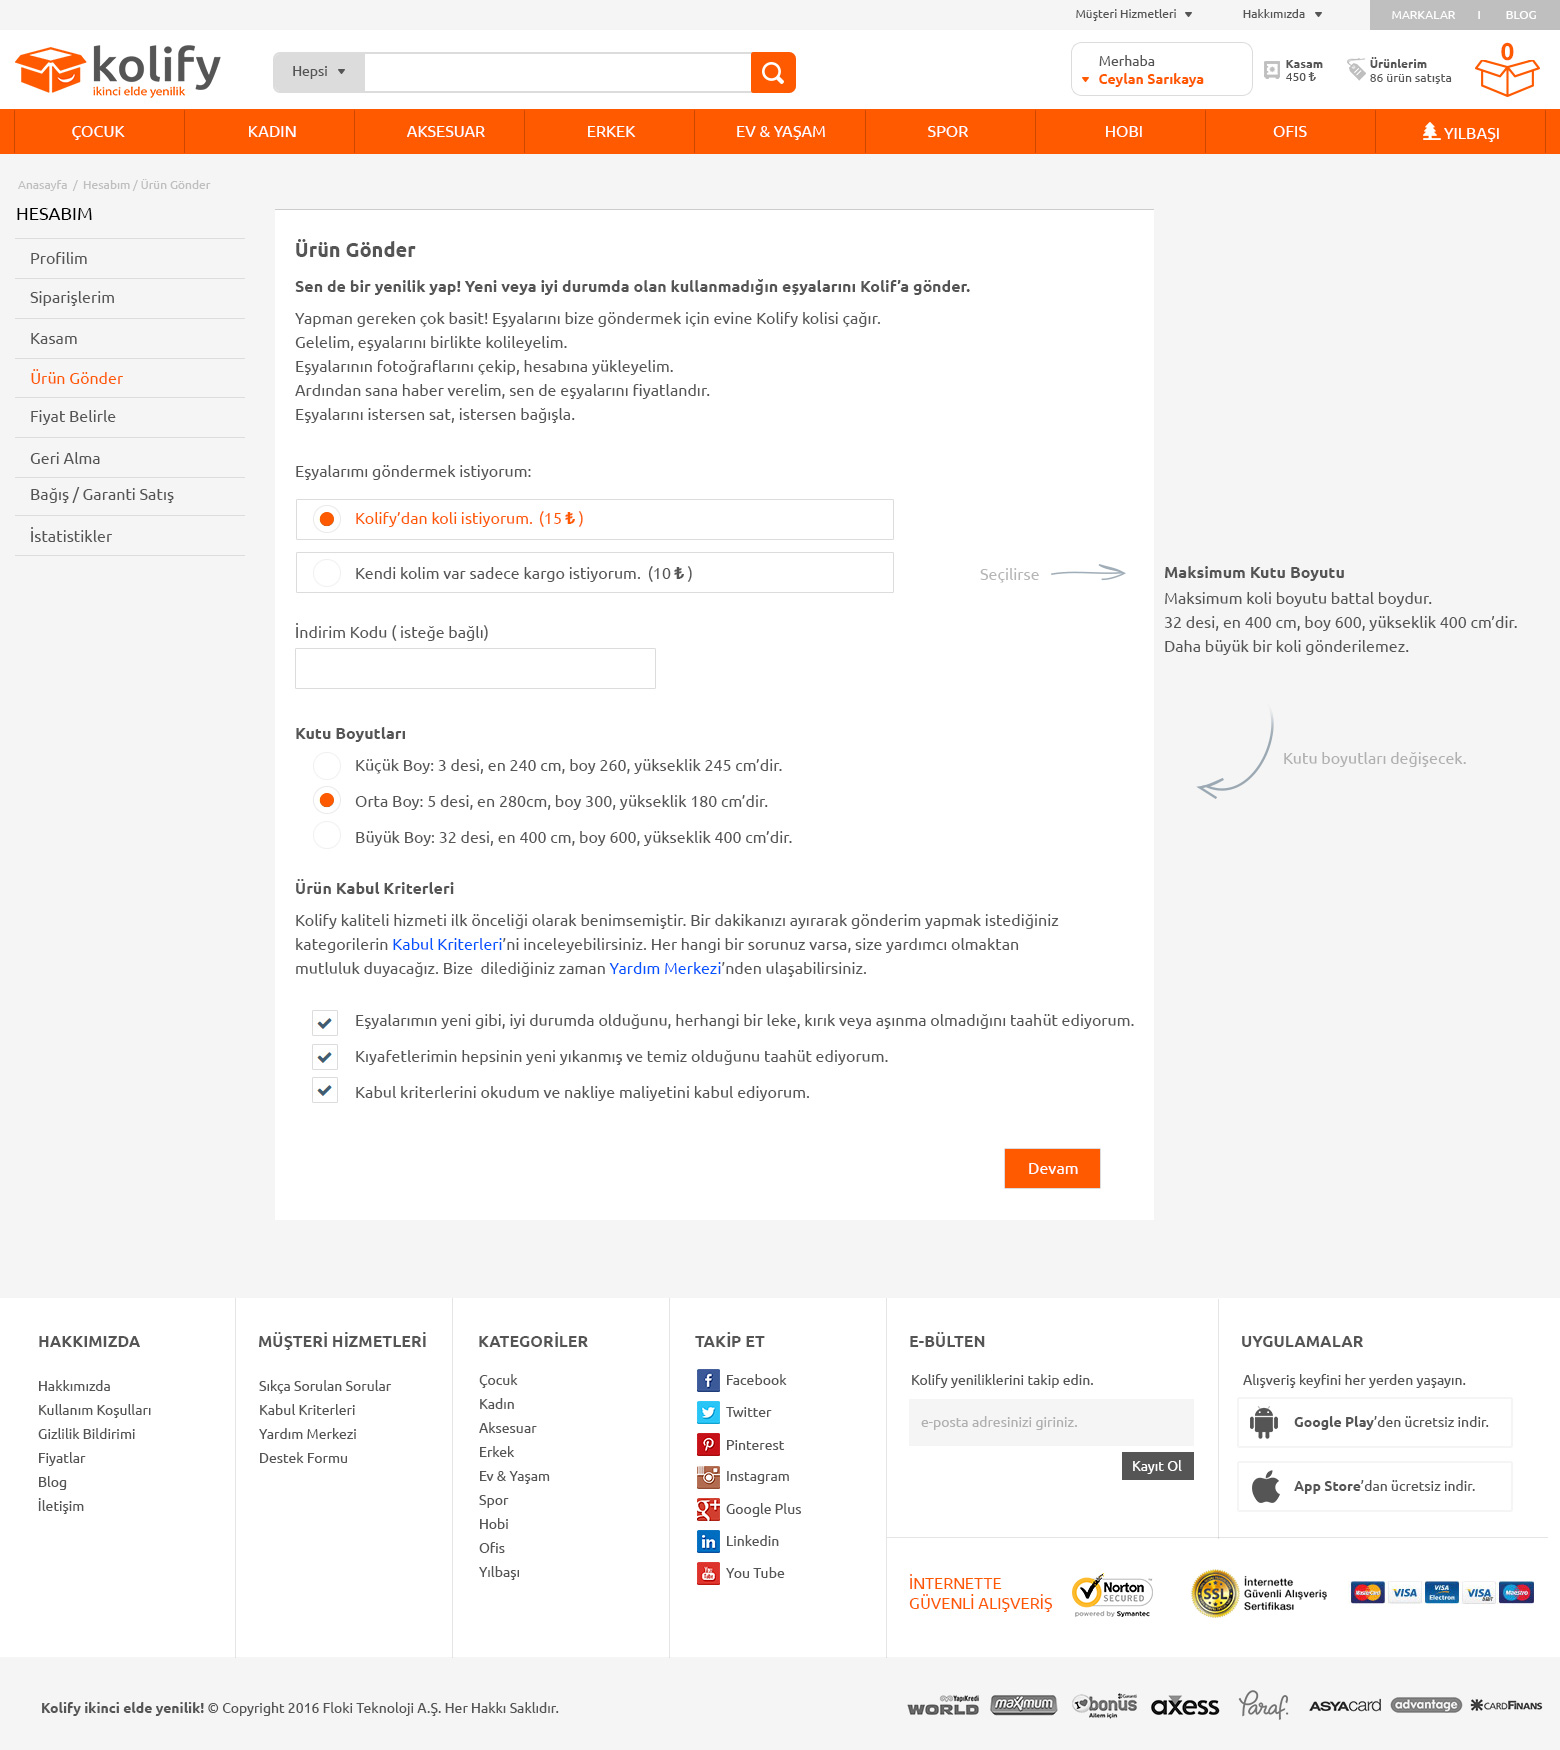 Müşteri Hizmetleri
Hakkımızda
MARKALAR
I
BLOG
kolify
ikinci elde yenilik
Hepsi
Merhaba
Ceylan Sarıkaya
Kasam
450 ₺
Ürünlerim
86 ürün satışta
0
ÇOCUK
KADIN
AKSESUAR
ERKEK
EV & YAŞAM
SPOR
HOBI
OFIS
YILBAŞI
Anasayfa / Hesabım / Ürün Gönder
HESABIM
Profilim
Siparişlerim
Kasam
Ürün Gönder
Fiyat Belirle
Geri Alma
Bağış / Garanti Satış
İstatistikler
Ürün Gönder
Sen de bir yenilik yap! Yeni veya iyi durumda olan kullanmadığın eşyalarını Kolif’a gönder.
Yapman gereken çok basit! Eşyalarını bize göndermek için evine Kolify kolisi çağır.
Gelelim, eşyalarını birlikte kolileyelim.
Eşyalarının fotoğraflarını çekip, hesabına yükleyelim.
Ardından sana haber verelim, sen de eşyalarını fiyatlandır.
Eşyalarını istersen sat, istersen bağışla.
Eşyalarımı göndermek istiyorum:
Kolify’dan koli istiyorum. (15 ₺ )
Kendi kolim var sadece kargo istiyorum. (10 ₺ )
Seçilirse
Maksimum Kutu Boyutu
Maksimum koli boyutu battal boydur.
32 desi, en 400 cm, boy 600, yükseklik 400 cm’dir.
Daha büyük bir koli gönderilemez.
İndirim Kodu ( isteğe bağlı)
Kutu Boyutları
Küçük Boy: 3 desi, en 240 cm, boy 260, yükseklik 245 cm’dir.
Orta Boy: 5 desi, en 280cm, boy 300, yükseklik 180 cm’dir.
Büyük Boy: 32 desi, en 400 cm, boy 600, yükseklik 400 cm’dir.
Kutu boyutları değişecek.
Ürün Kabul Kriterleri
Kolify kaliteli hizmeti ilk önceliği olarak benimsemiştir. Bir dakikanızı ayırarak gönderim yapmak istediğiniz
kategorilerin Kabul Kriterleri’ni inceleyebilirsiniz. Her hangi bir sorunuz varsa, size yardımcı olmaktan
mutluluk duyacağız. Bize dilediğiniz zaman Yardım Merkezi’nden ulaşabilirsiniz.
Eşyalarımın yeni gibi, iyi durumda olduğunu, herhangi bir leke, kırık veya aşınma olmadığını taahüt ediyorum.
Kıyafetlerimin hepsinin yeni yıkanmış ve temiz olduğunu taahüt ediyorum.
Kabul kriterlerini okudum ve nakliye maliyetini kabul ediyorum.
Devam
HAKKIMIZDA
Hakkımızda
Kullanım Koşulları
Gizlilik Bildirimi
Fiyatlar
Blog
İletişim
MÜŞTERİ HİZMETLERİ
Sıkça Sorulan Sorular
Kabul Kriterleri
Yardım Merkezi
Destek Formu
KATEGORİLER
Çocuk
Kadın
Aksesuar
Erkek
Ev & Yaşam
Spor
Hobi
Ofis
Yılbaşı
TAKİP ET
Facebook
Twitter
Pinterest
Instagram
Google Plus
Linkedin
You Tube
E-BÜLTEN
Kolify yeniliklerini takip edin.
e-posta adresinizi giriniz.
Kayıt Ol
UYGULAMALAR
Alışveriş keyfini her yerden yaşayın.
Google Play’den ücretsiz indir.
App Store’dan ücretsiz indir.
İNTERNETTE
GÜVENLİ ALIŞVERİŞ
Norton
SECURED
powered by Symantec
SSL
İnternette
Güvenli Alışveriş
Sertifikası
MasterCard
VISA
VISA
Electron
VISA
DEBIT
Maestro
Kolify ikinci elde yenilik! © Copyright 2016 Floki Teknoloji A.Ş. Her Hakkı Saklıdır.
YapıKredi
WORLD
maximum
Garanti
bonus
Ailem için
axess
Paraf
ASYAcard
advantage
CARDFINANS